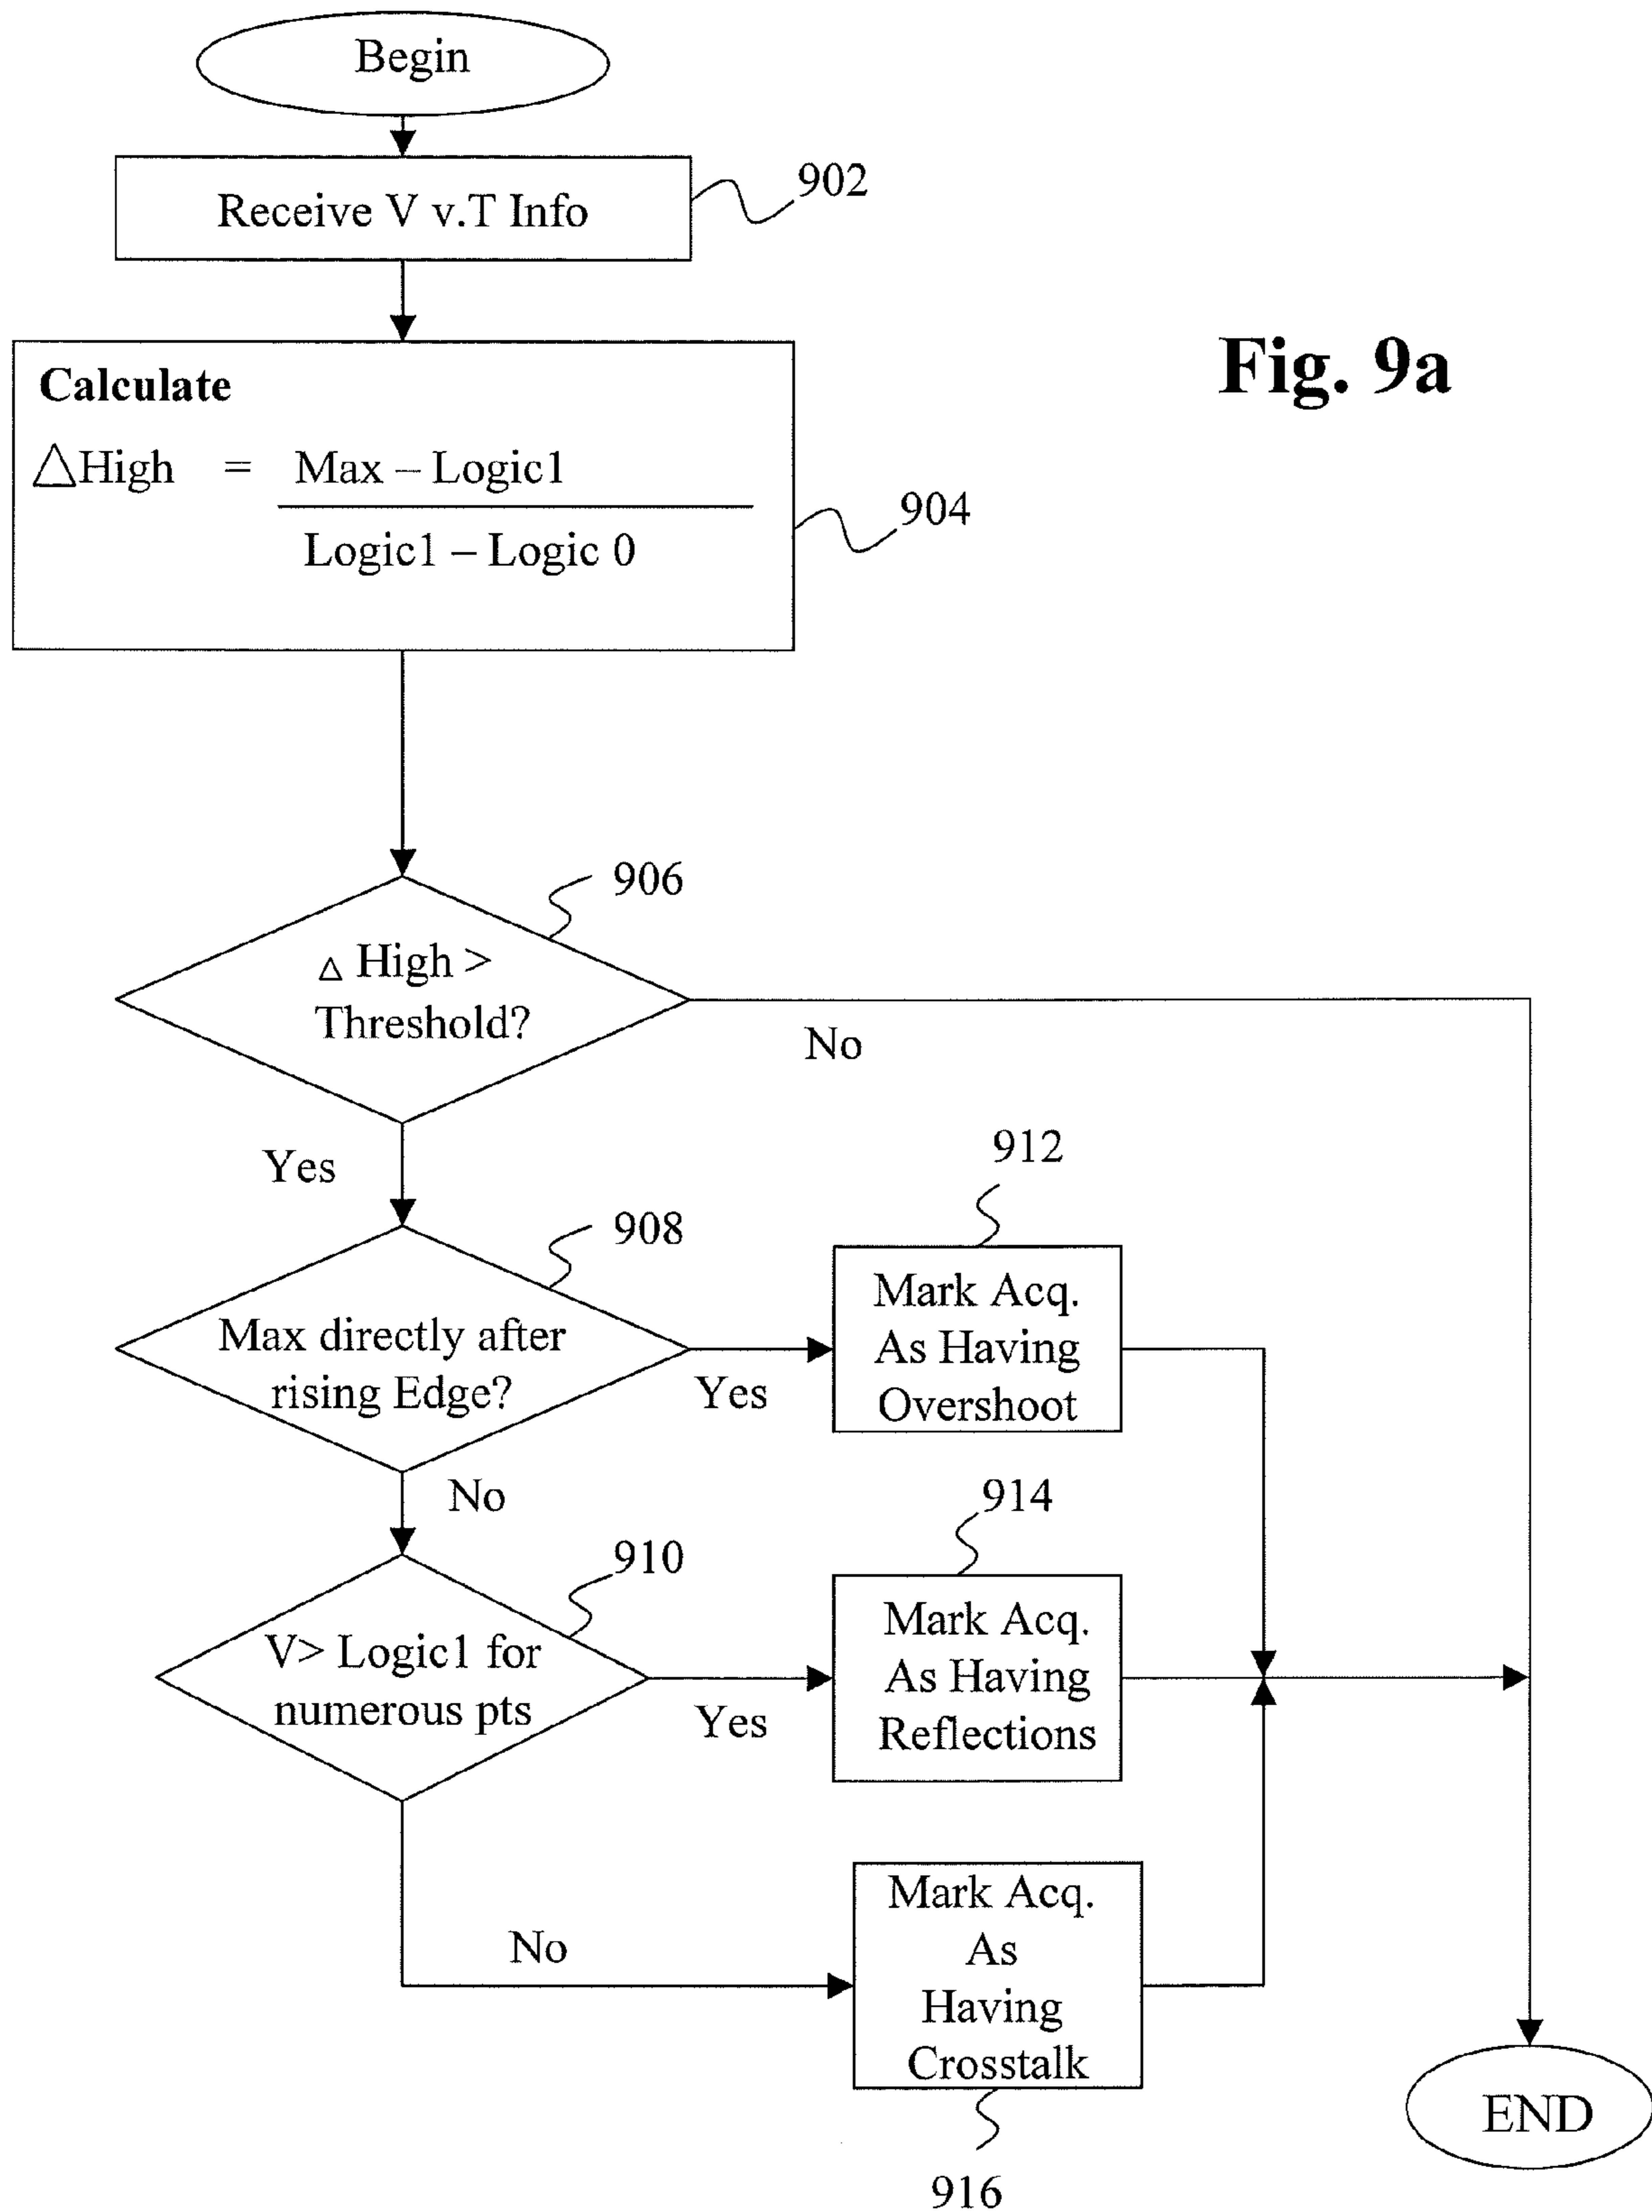 Begin
Receive V v.T Info
902
Fig. 9a
Calculate
△High = Max – Logic1
Logic1 – Logic 0
904
906
△ High >
Threshold?
No
Yes
908
Max directly after
rising Edge?
Yes
912
Mark Acq.
As Having
Overshoot
No
910
V> Logic1 for
numerous pts
Yes
914
Mark Acq.
As Having
Reflections
No
Mark Acq.
As
Having
Crosstalk
916
END